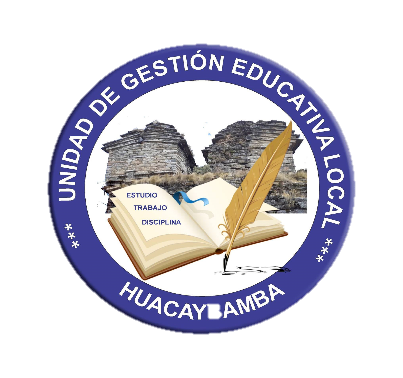 UNIDAD DE GESTIÓN EDUCATIVA LOCAL
ESTUDIO
TRABAJO
DISCIPLINA
*** HUACAYBAMBA ***